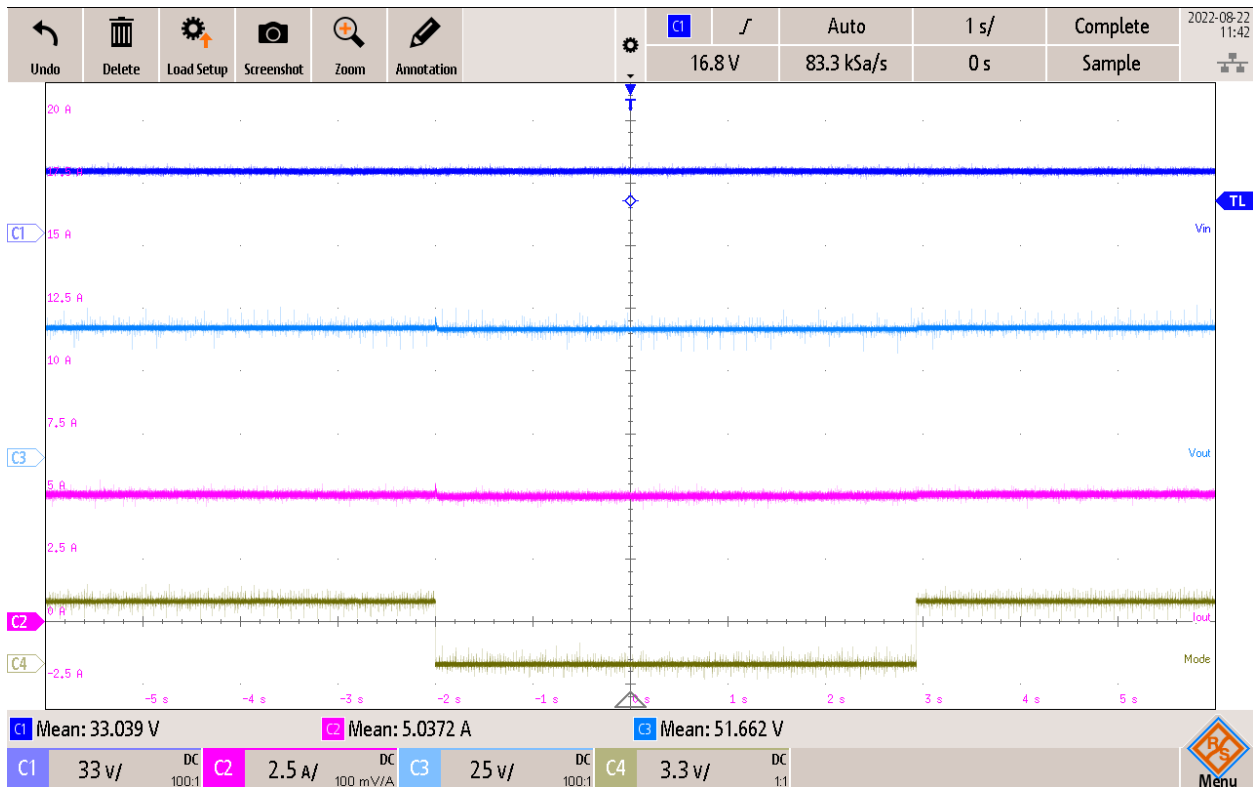 Undo
Delete
Load Setup
Screenshot
Zoom
Annotation
C1
Auto
1 s/
Complete
16.8 V
83.3 kSa/s
0 s
Sample
2022-08-22
11:42
T
20 A
17.5 A
TL
C1
15 A
Vin
12.5 A
10 A
7.5 A
C3
Vout
5 A
2.5 A
0 A
C2
Iout
C4
Mode
-2.5 A
-5 s
-4 s
-3 s
-2 s
-1 s
0 s
1 s
2 s
3 s
4 s
5 s
C1 Mean: 33.039 V
C2 Mean: 5.0372 A
C3 Mean: 51.662 V
C1 33 V/ DC 100:1
C2 2.5 A/ DC 100 mV/A
C3 25 V/ DC 100:1
C4 3.3 V/ DC 1:1
R&S
Menu